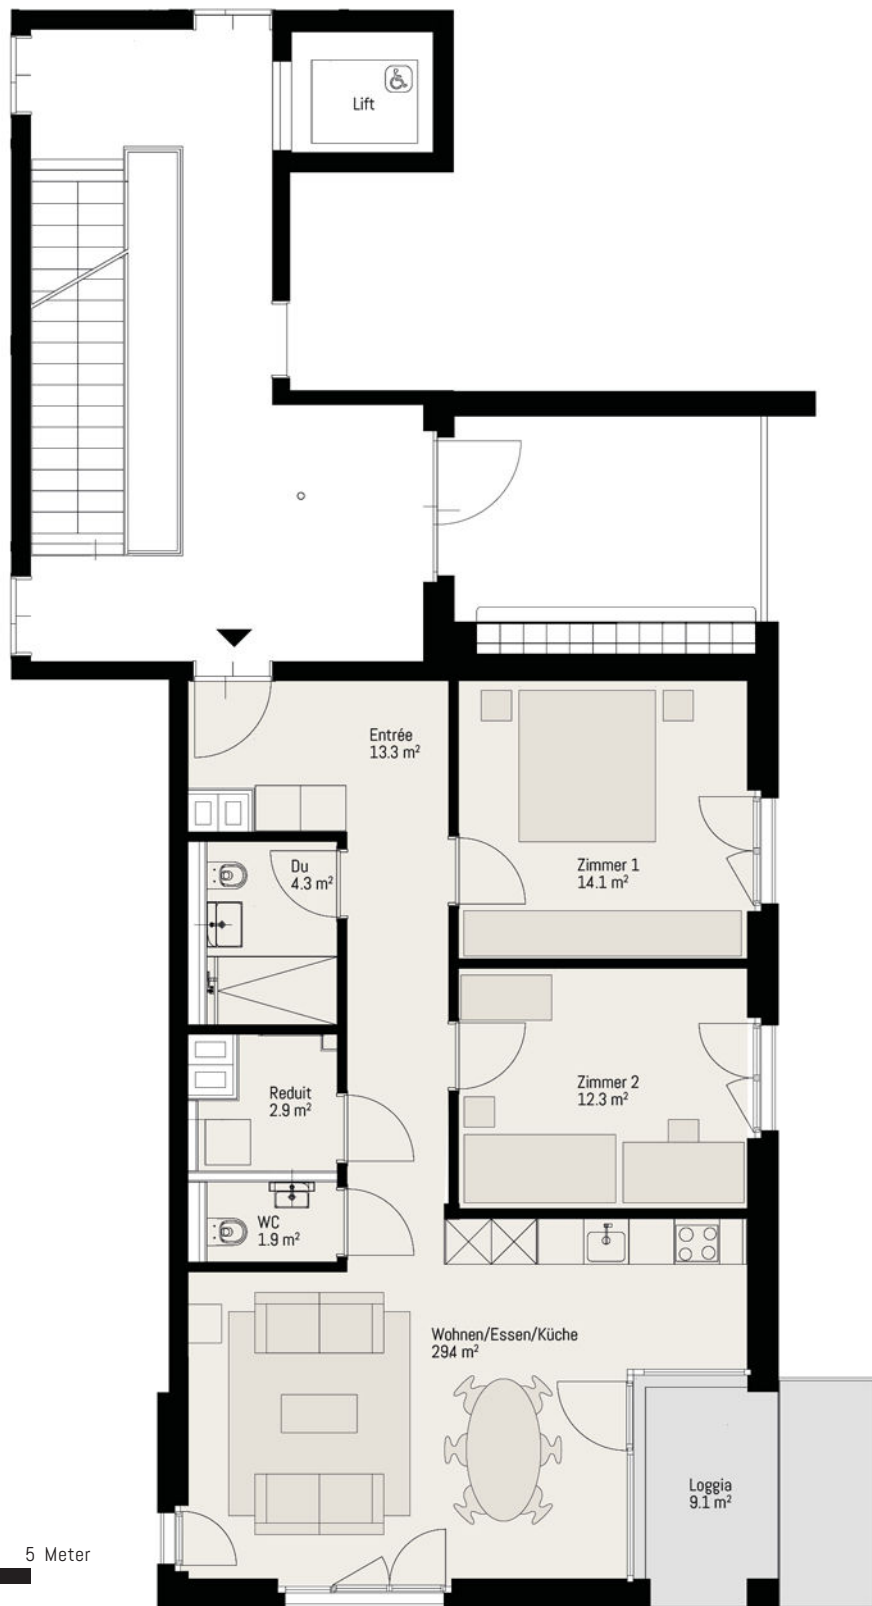 Lift
Entrée
13.3 m²
Du
4.3 m²
Zimmer 1
14.1 m²
Zimmer 2
12.3 m²
Reduit
2.9 m²
WC
1.9 m²
Wohnen/Essen/Küche
294 m²
Loggia
9.1 m²
5 Meter